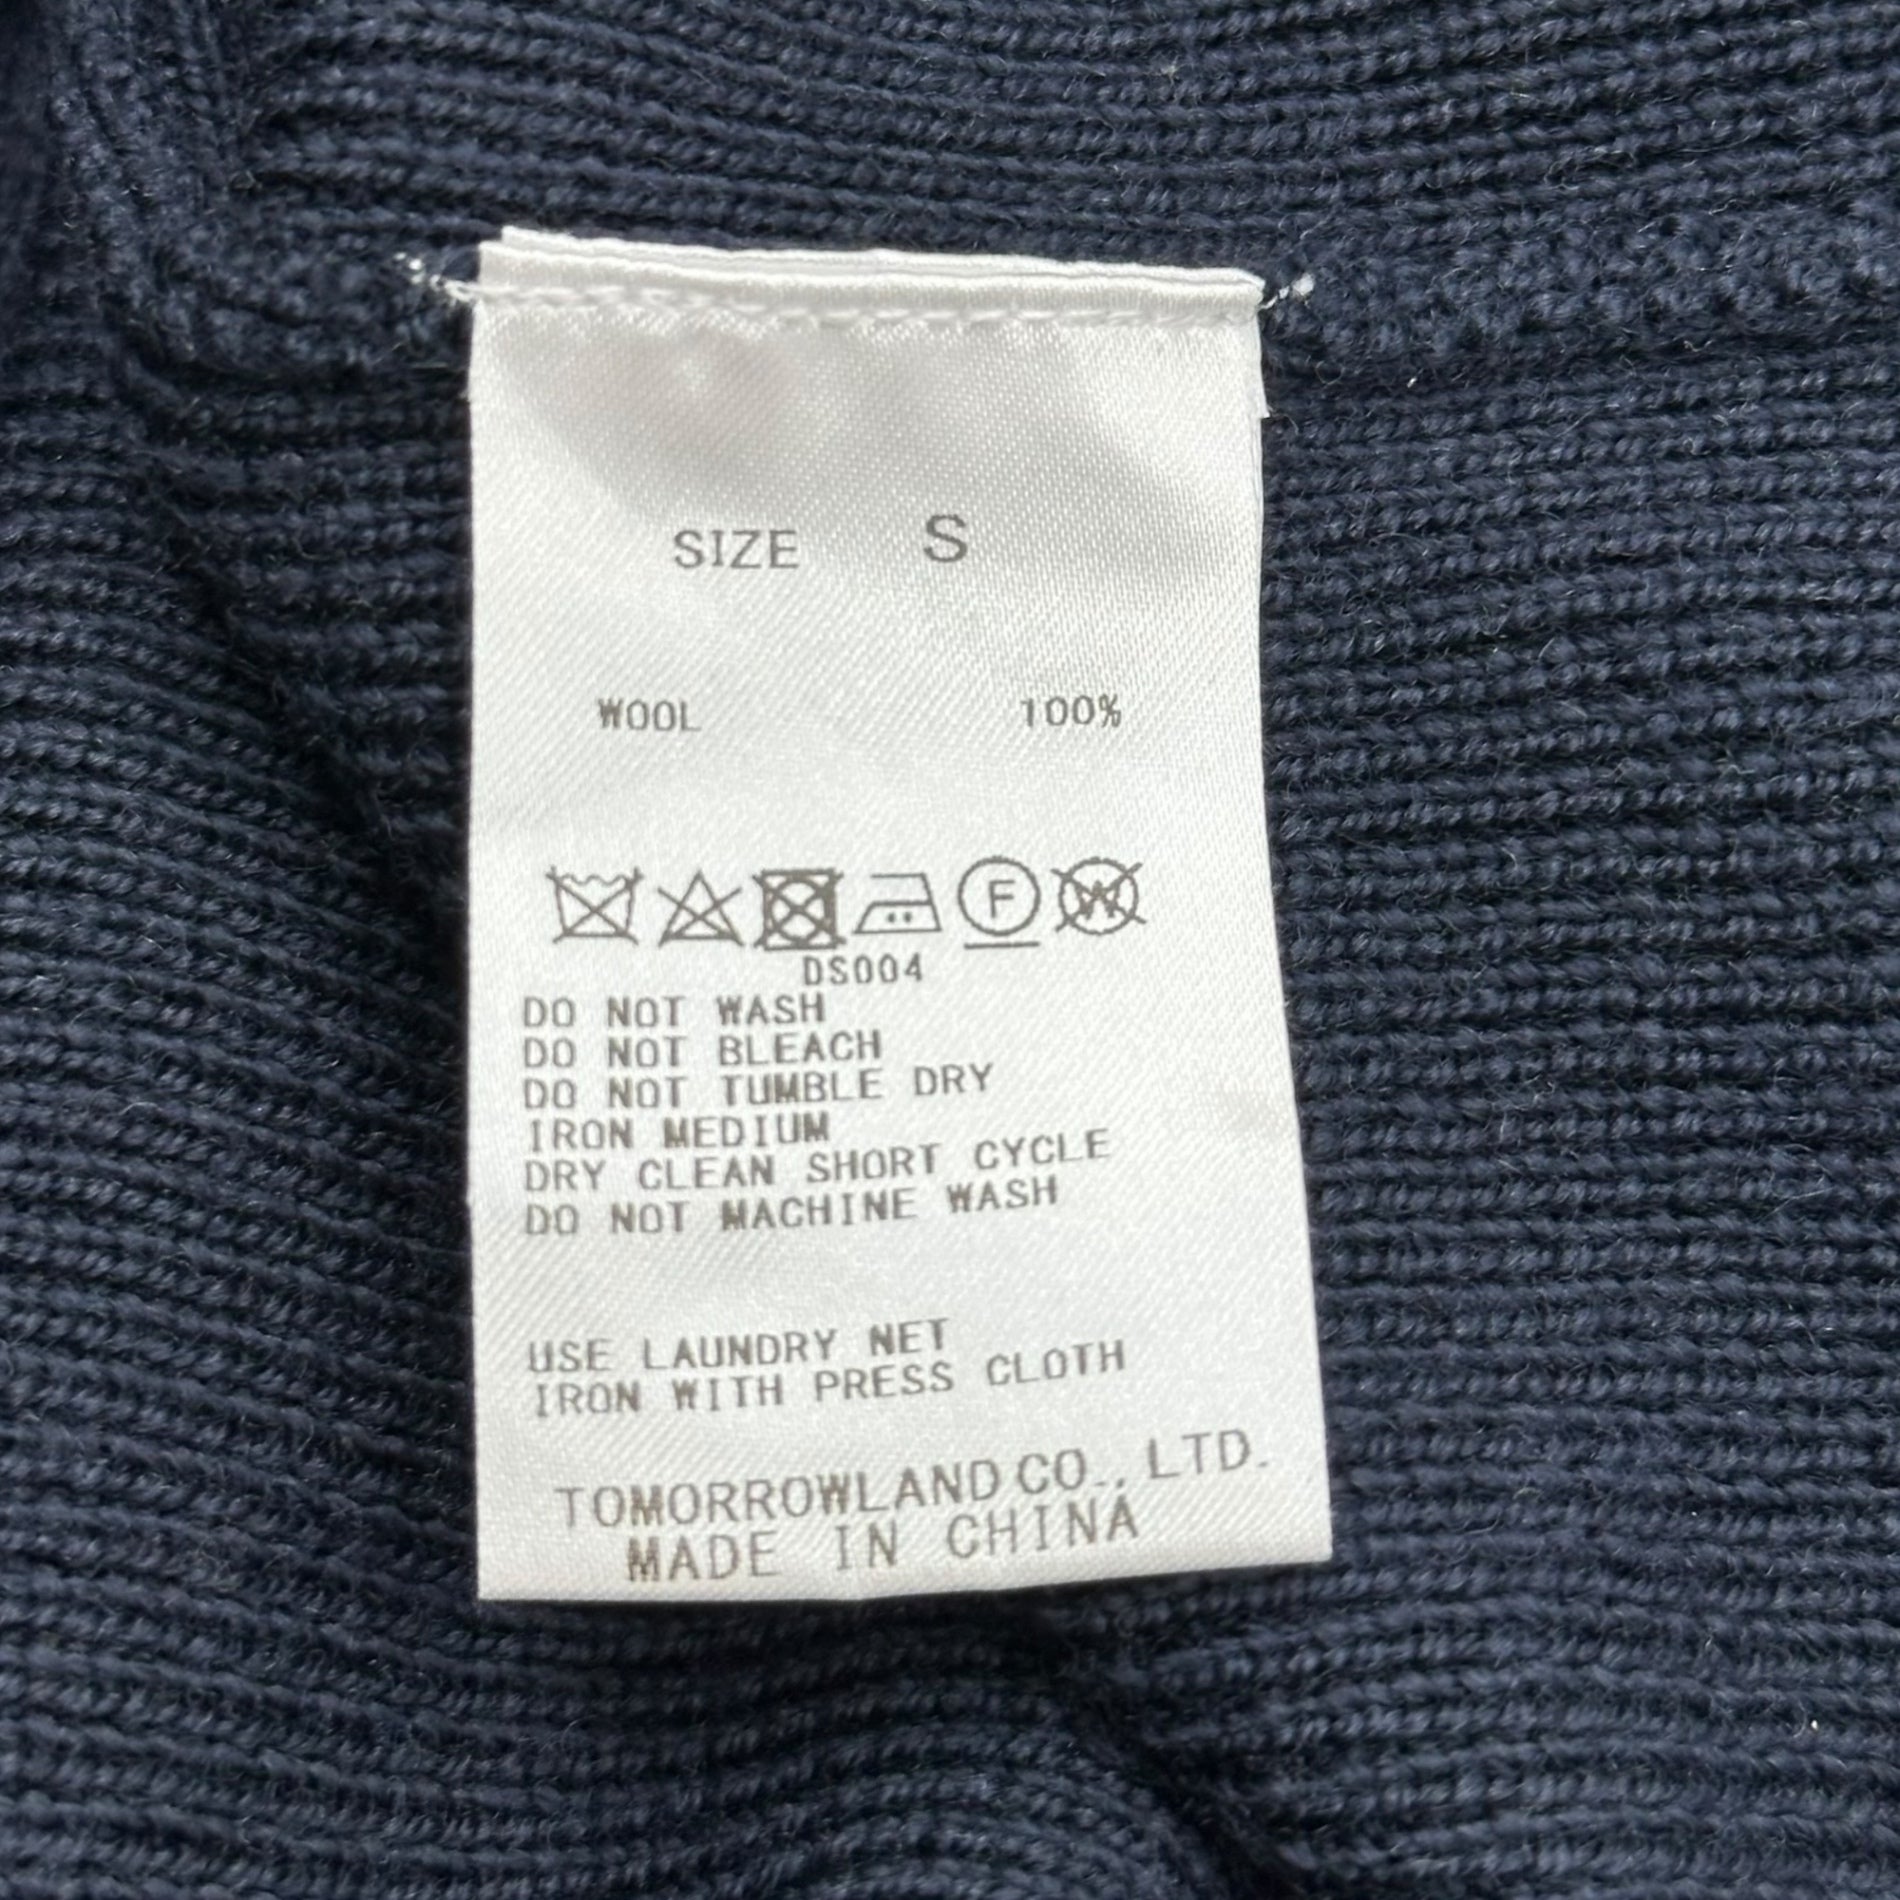 SIZE S
WOOL 100%
F W
DS004
DO NOT WASH
DO NOT BLEACH
DO NOT TUMBLE DRY
IRON MEDIUM
DRY CLEAN SHORT CYCLE
DO NOT MACHINE WASH
USE LAUNDRY NET
IRON WITH PRESS CLOTH
TOMORROWLAND CO., LTD.
MADE IN CHINA